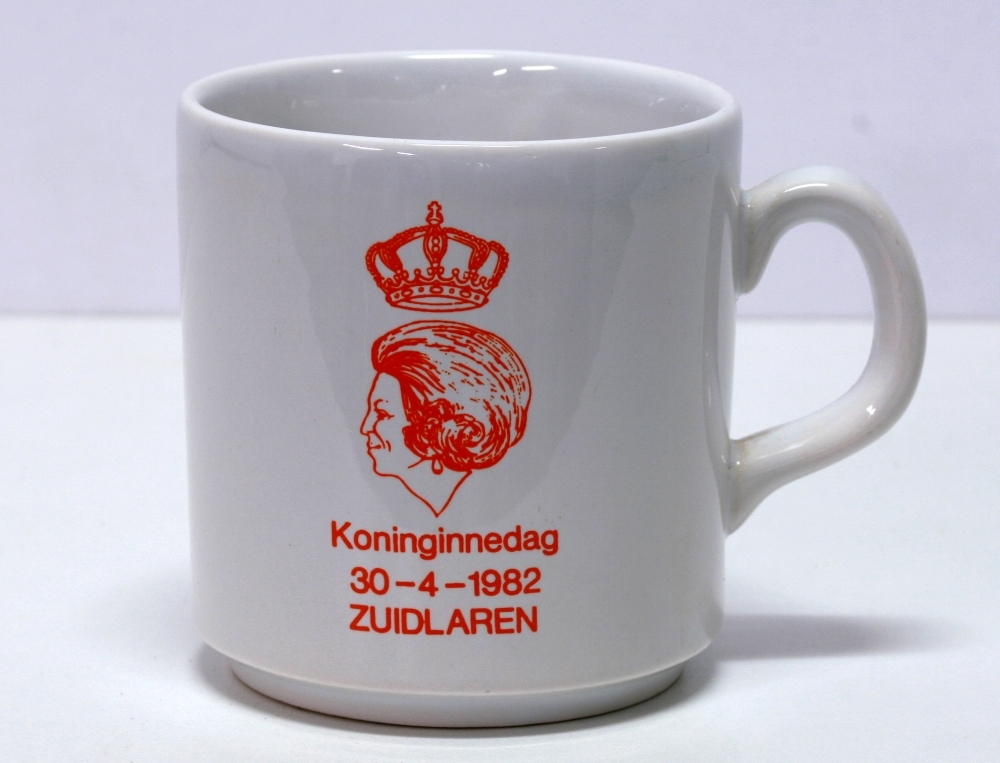 Koninginnedag
30-4-1982
ZUIDLAREN